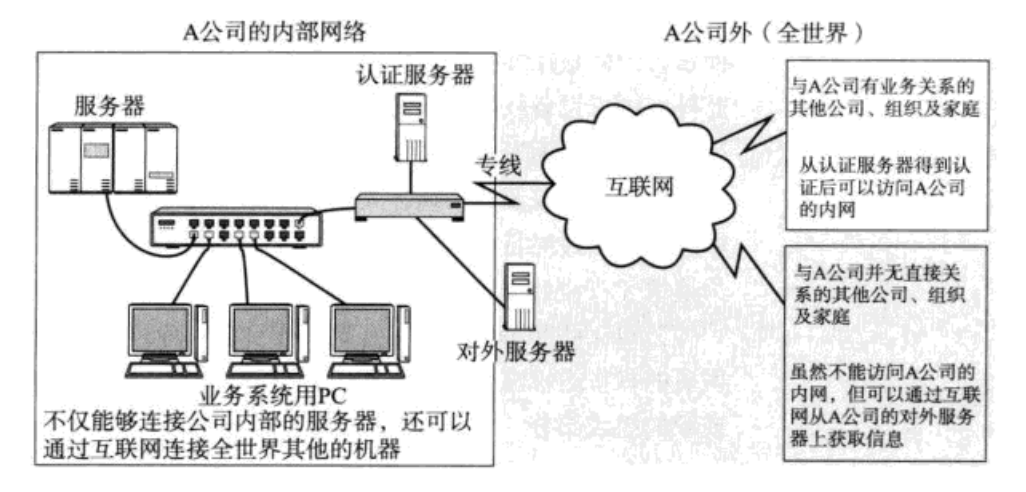 A公司的内部网络
A公司外（全世界）
服务器
认证服务器
专线
互联网
对外服务器
业务系统用PC
不仅能够连接公司内部的服务器，还可以
通过互联网连接全世界其他的机器
与A公司有业务关系的
其他公司、组织及家庭
从认证服务器得到认
证后可以访问A公司
的内网
与A公司并无直接关
系的其他公司、组织
及家庭
虽然不能访问A公司的
内网，但可以通过互联
网从A公司的对外服务
器上获取信息